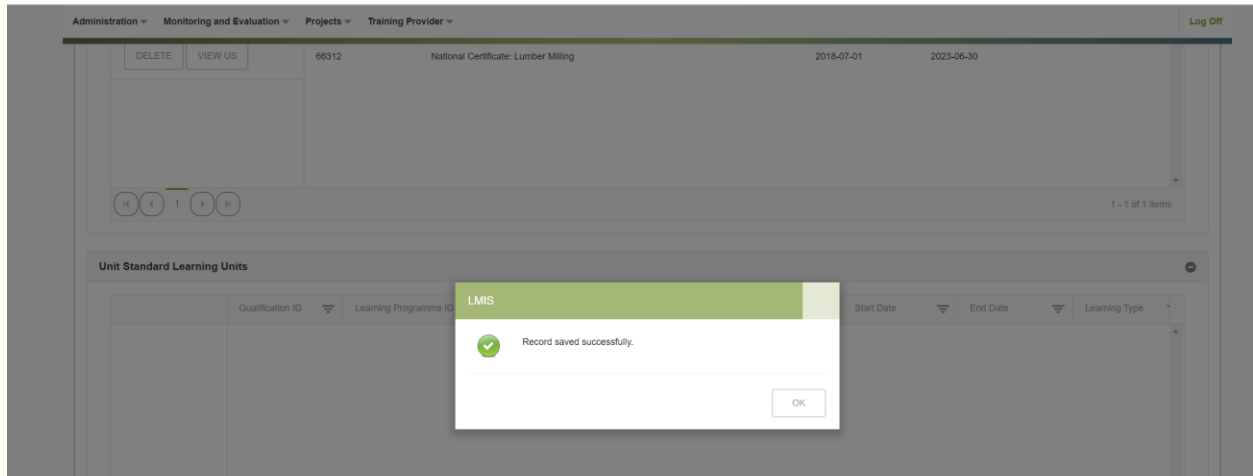 Administration Monitoring and Evaluation Projects Training Provider Log Off
DELETE VIEW US 66312 National Certificate: Lumber Milling 2018-07-01 2023-06-30
1 1 - 1 of 1 items
Unit Standard Learning Units
Qualification ID Learning Programme ID Start Date End Date Learning Type
LMIS
Record saved successfully.
OK